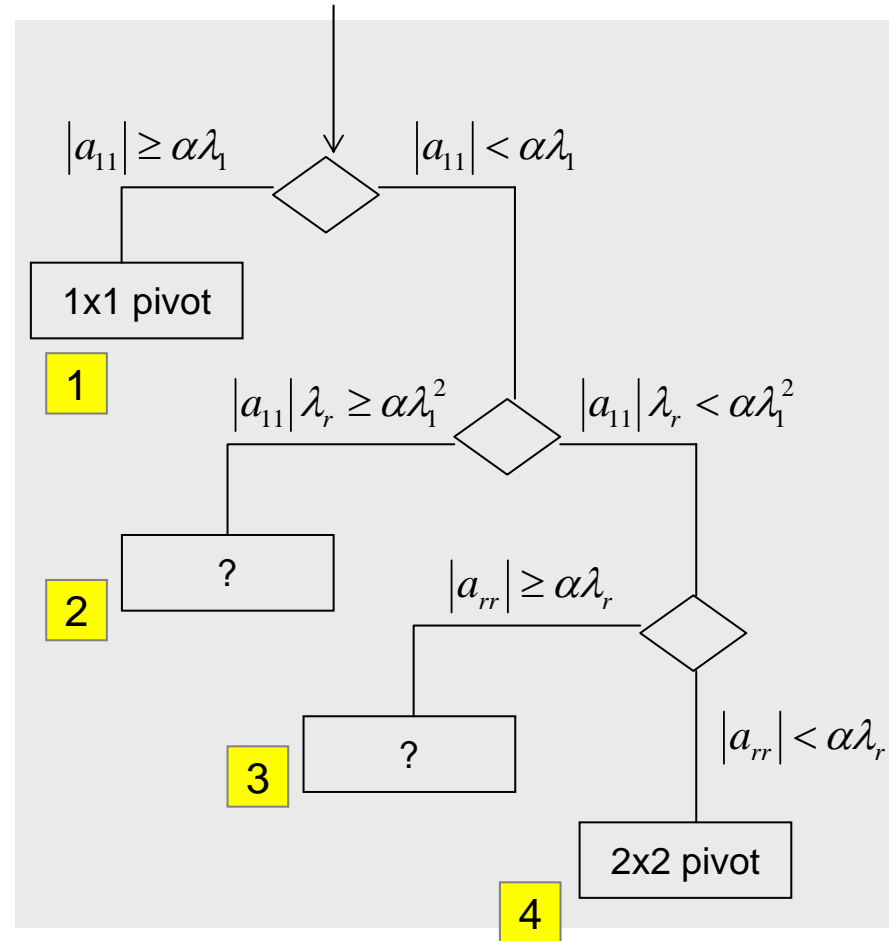 |a₁₁| ≥ αλ₁
|a₁₁| < αλ₁
1x1 pivot
1
|a₁₁| λᵣ ≥ αλ₁²
|a₁₁| λᵣ < αλ₁²
?
2
|aᵣᵣ| ≥ αλᵣ
?
3
|aᵣᵣ| < αλᵣ
2x2 pivot
4